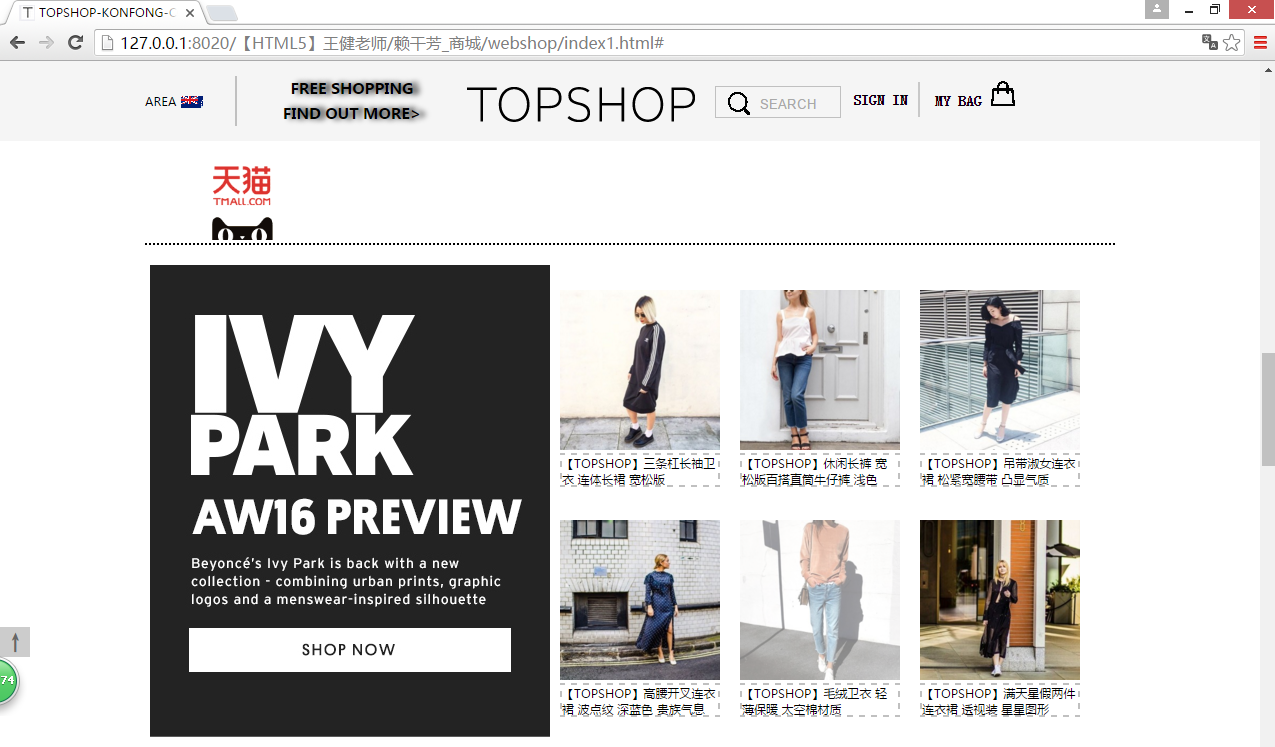 TOPSHOP-KONFONG-C
127.0.0.1:8020/【HTML5】王健老师/赖干芳_商城/webshop/index1.html#
AREA
FREE SHOPPING
FIND OUT MORE>
TOPSHOP
SEARCH
SIGN IN
MY BAG
天猫
TMALL.COM
IVY
PARK
AW16 PREVIEW
Beyoncé's Ivy Park is back with a new
collection - combining urban prints, graphic
logos and a menswear-inspired silhouette
SHOP NOW
【TOPSHOP】三条杠长袖卫
衣 连体长裙 宽松版
【TOPSHOP】休闲长裤 宽
松版百搭直筒牛仔裤 浅色
【TOPSHOP】吊带淑女连衣
裙 松紧宽腰带 凸显气质
【TOPSHOP】高腰开叉连衣
裙 波点纹 深蓝色 贵族气息
【TOPSHOP】毛绒卫衣 轻
薄保暖 太空棉材质
【TOPSHOP】满天星假两件
连衣裙 透视装 星星图形
74